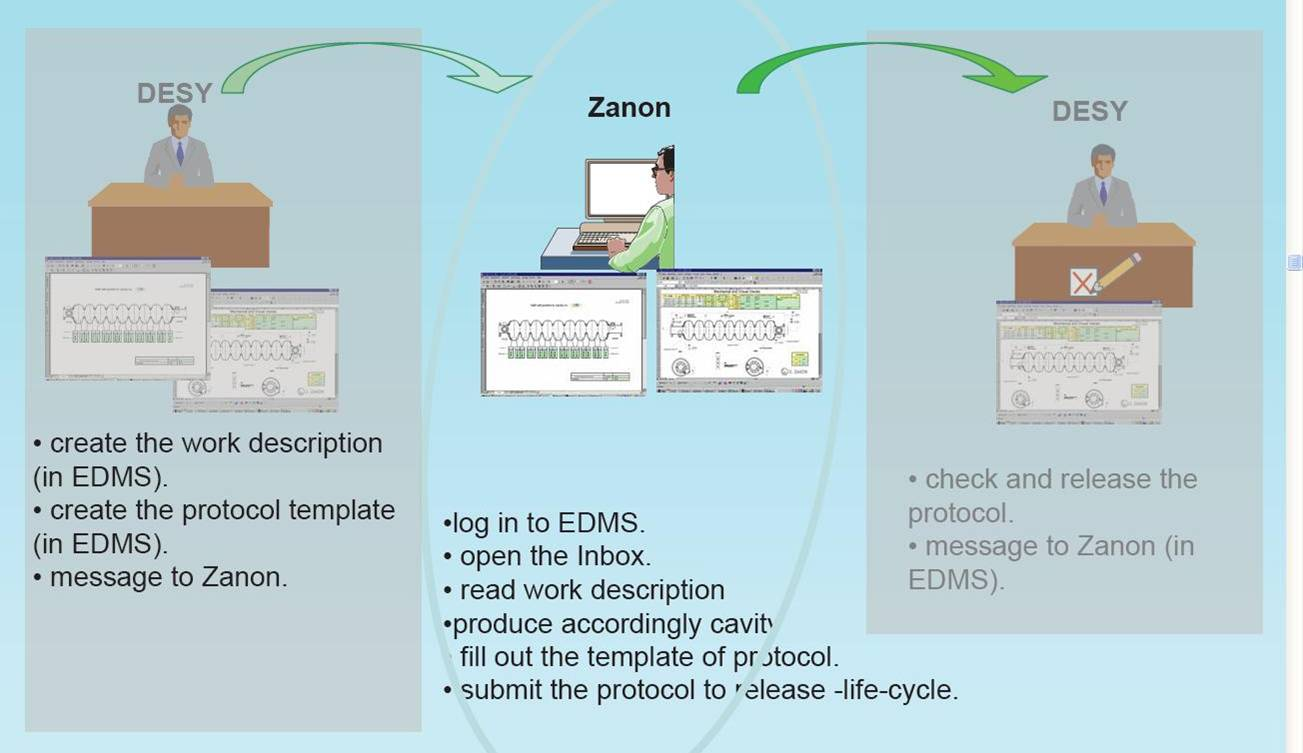 DESY
• create the work description
(in EDMS).
• create the protocol template
(in EDMS).
• message to Zanon.
Zanon
•log in to EDMS.
• open the Inbox.
• read work description
•produce accordingly cavity
fill out the template of protocol.
• submit the protocol to release -life-cycle.
DESY
• check and release the
protocol.
• message to Zanon (in
EDMS).